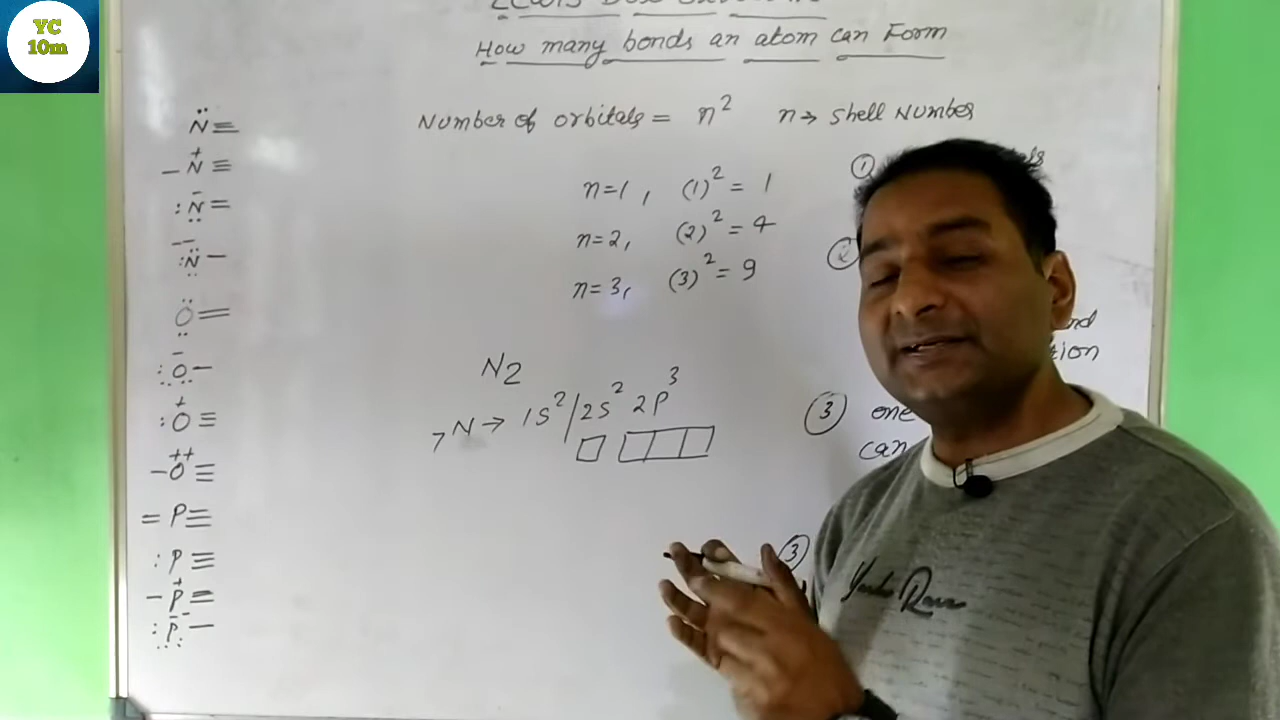 YC
10m
How many bonds an atom can Form
Number of orbitals = n² n → Shell Number
n=1, (1)² = 1
n=2, (2)² = 4
n=3, (3)² = 9
N̈≡
−N⁺≡
:N̈⁻=
:N̈⁻⁻−
Ö=
:Ö⁻−
:O⁺≡
−O⁺⁺≡
=P≡
:P≡
−P⁺=
:P̈⁻⁻−
N2
₇N → 1s²/2s² 2p³
①
②
③ one
can
③